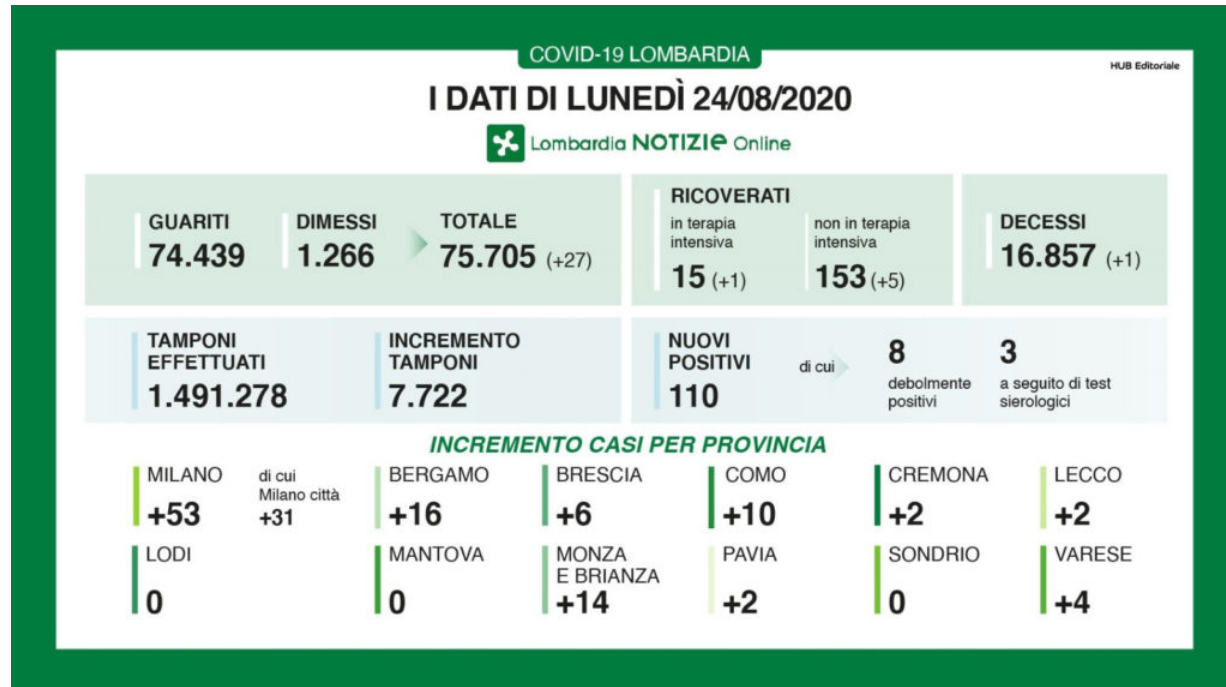 COVID-19 LOMBARDIA
HUB Editoriale
I DATI DI LUNEDÌ 24/08/2020
Lombardia NOTIZIE Online
GUARITI
74.439
DIMESSI
1.266
TOTALE
75.705 (+27)
RICOVERATI
in terapia
intensiva
15 (+1)
non in terapia
intensiva
153 (+5)
DECESSI
16.857 (+1)
TAMPONI
EFFETTUATI
1.491.278
INCREMENTO
TAMPONI
7.722
NUOVI
POSITIVI
110
di cui
8
debolmente
positivi
3
a seguito di test
sierologici
INCREMENTO CASI PER PROVINCIA
MILANO
+53
di cui
Milano città
+31
BERGAMO
+16
BRESCIA
+6
COMO
+10
CREMONA
+2
LECCO
+2
LODI
0
MANTOVA
0
MONZA
E BRIANZA
+14
PAVIA
+2
SONDRIO
0
VARESE
+4